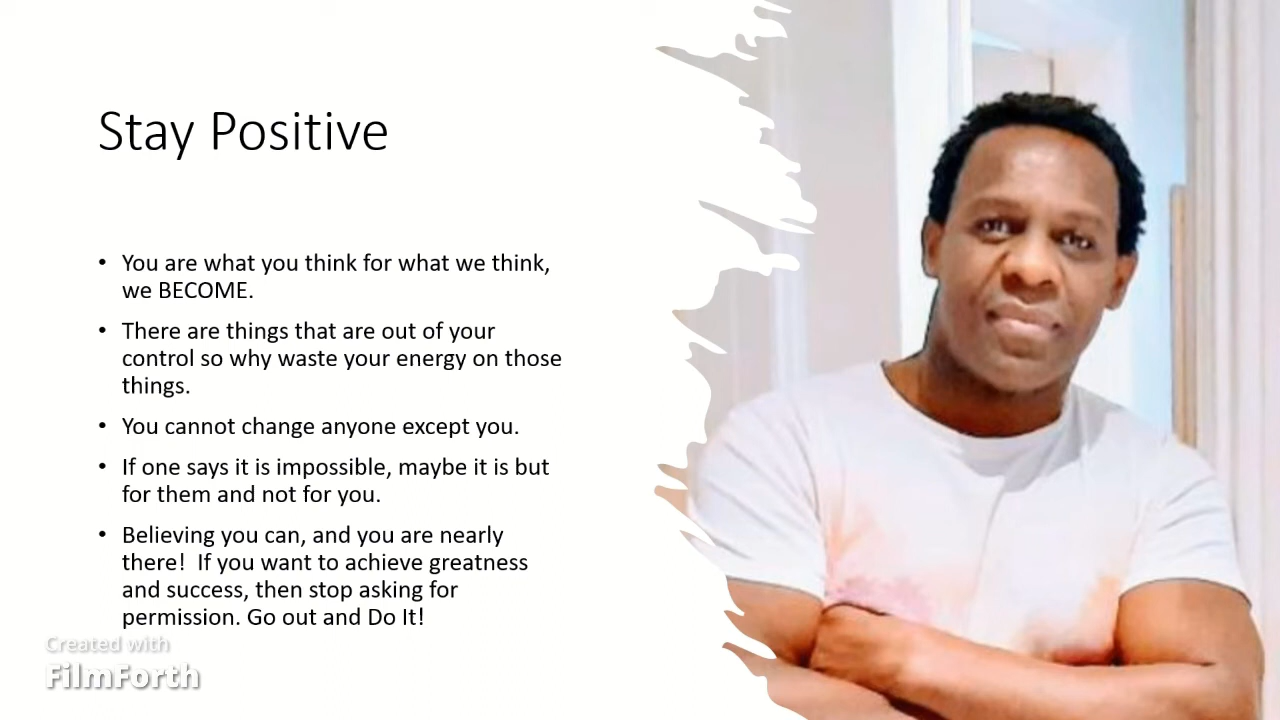 Stay Positive
• You are what you think for what we think,
we BECOME.
• There are things that are out of your
control so why waste your energy on those
things.
• You cannot change anyone except you.
• If one says it is impossible, maybe it is but
for them and not for you.
• Believing you can, and you are nearly
there!  If you want to achieve greatness
and success, then stop asking for
permission. Go out and Do It!
Created with
FilmForth